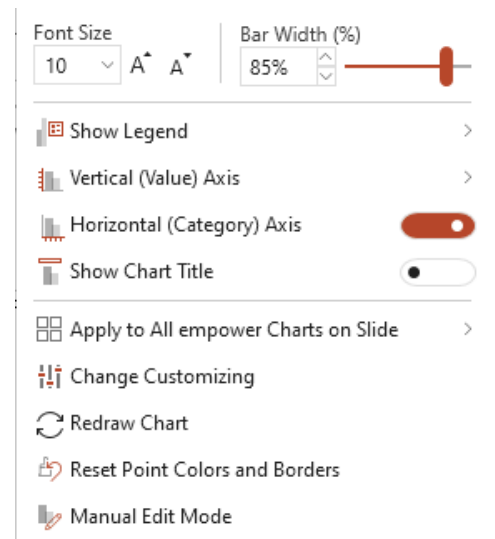 Font Size
Bar Width (%)
10
A
A
85%
Show Legend
Vertical (Value) Axis
Horizontal (Category) Axis
Show Chart Title
Apply to All empower Charts on Slide
Change Customizing
Redraw Chart
Reset Point Colors and Borders
Manual Edit Mode